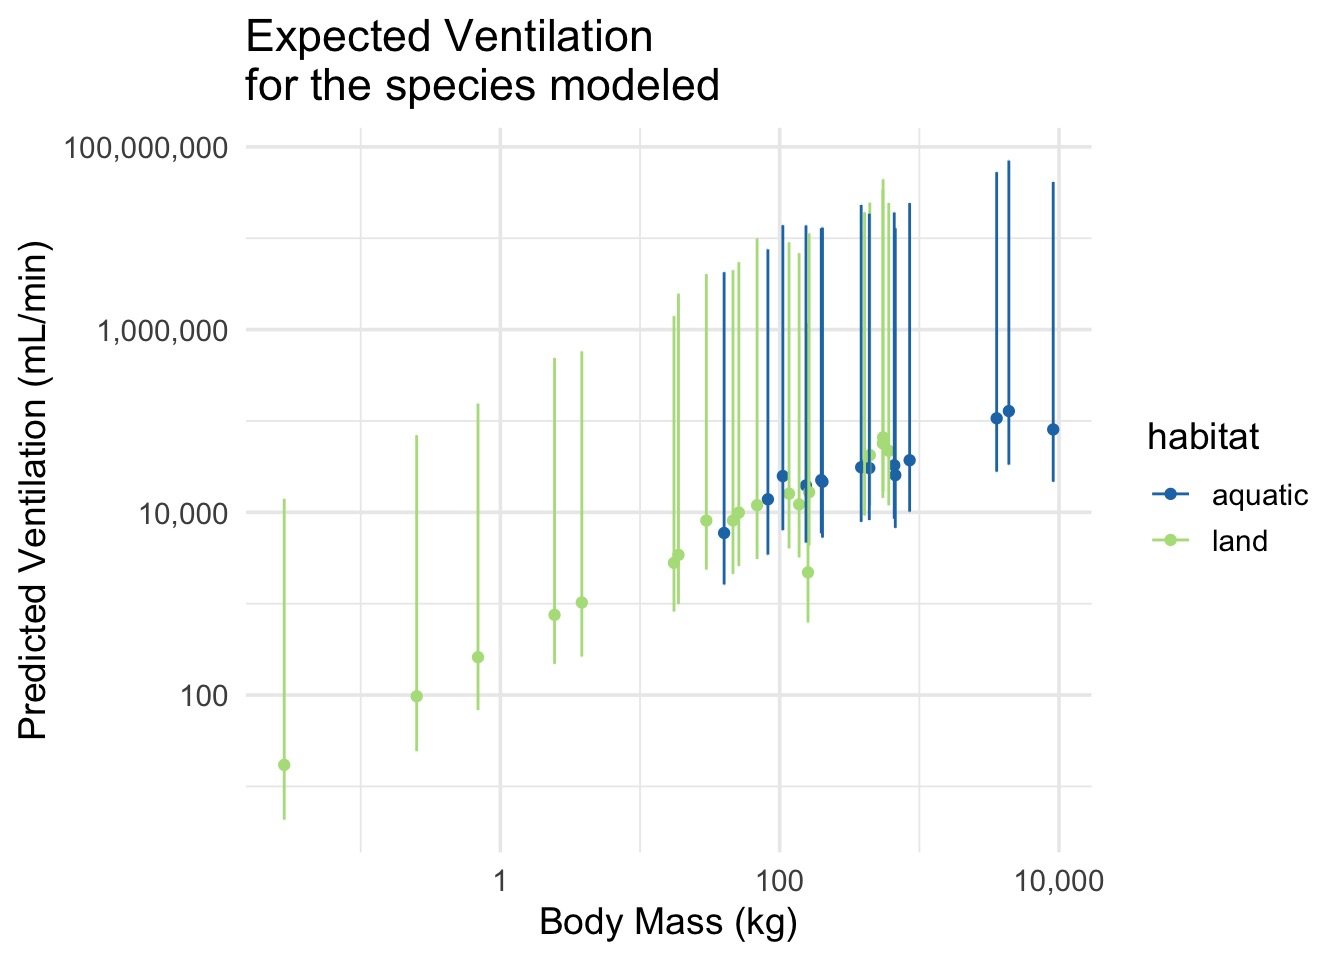 Expected Ventilation
for the species modeled
Predicted Ventilation (mL/min)
100,000,000
1,000,000
10,000
100
1
100
10,000
Body Mass (kg)
habitat
aquatic
land